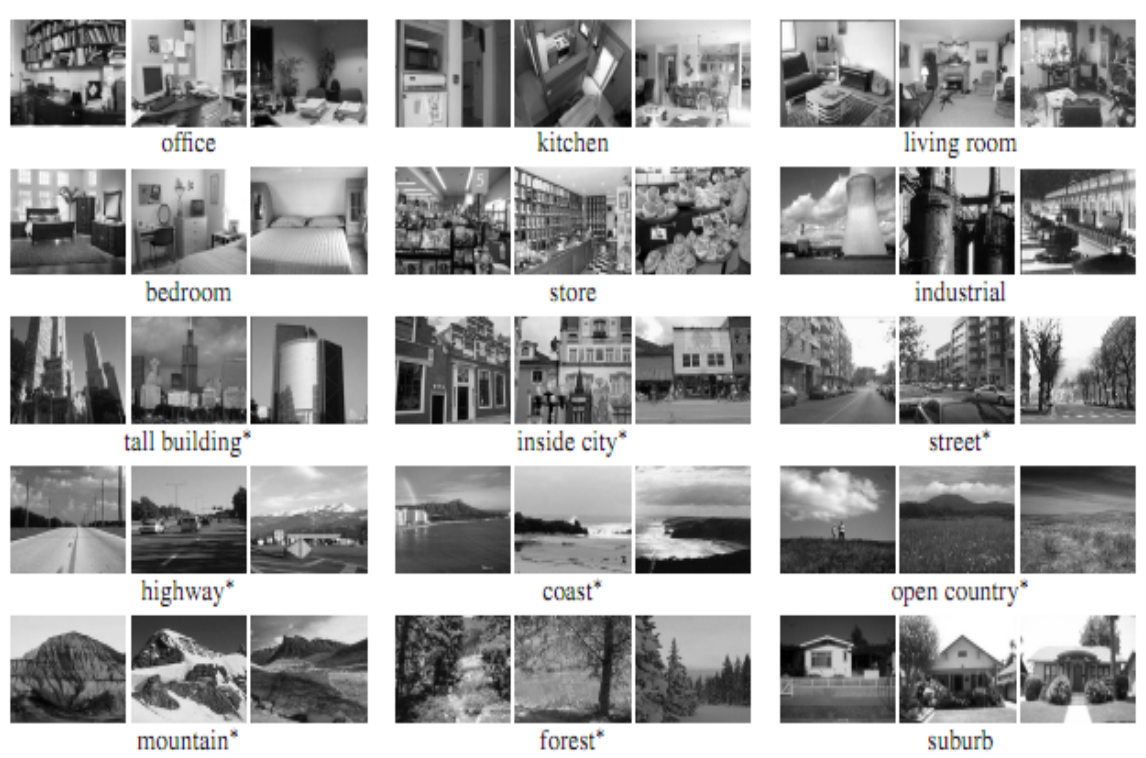 office
kitchen
living room
5
bedroom
store
industrial
tall building*
inside city*
street*
highway*
coast*
open country*
mountain*
forest*
suburb